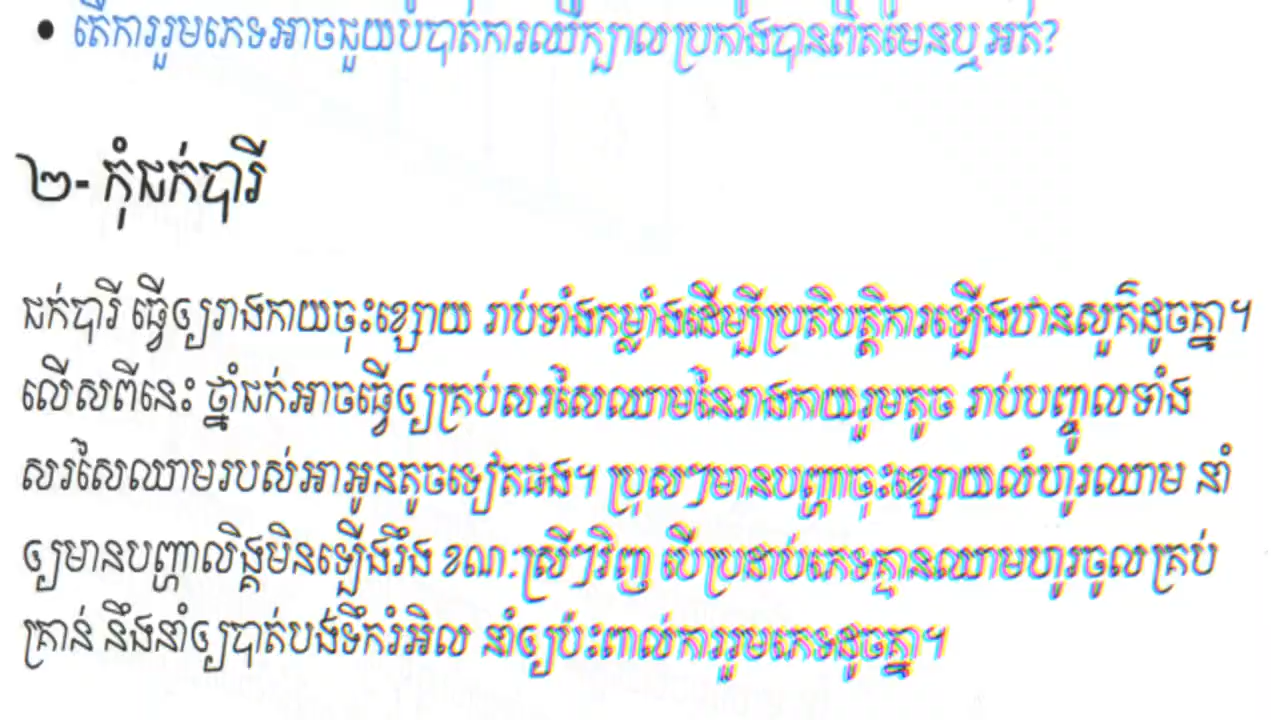 • តើការរួមភេទអាចជួយបំបាត់ការឈឺក្បាលប្រកាំងបានពិតមែនឬអត់?
២- កុំជក់បារី
ជក់បារី ធ្វើឲ្យរាងកាយចុះខ្សោយ រាប់ទាំងកម្លាំងដើម្បីប្រតិបត្តិការឡើងឋានសួគ៌ដូចគ្នា។
លើសពីនេះ ថ្នាំជក់អាចធ្វើឲ្យគ្រប់សរសៃឈាមនៃរាងកាយរួមតូច រាប់បញ្ចូលទាំង
សរសៃឈាមរបស់អាអូនតូចទៀតផង។ ប្រុសៗមានបញ្ហាចុះខ្សោយលំហូរឈាម នាំ
ឲ្យមានបញ្ហាលិង្គមិនឡើងរឹង ខណៈស្រីៗវិញ បើប្រដាប់ភេទគ្មានឈាមហូរចូលគ្រប់
គ្រាន់ នឹងនាំឲ្យបាត់បង់ទឹករំអិល នាំឲ្យប៉ះពាល់ការរួមភេទដូចគ្នា។